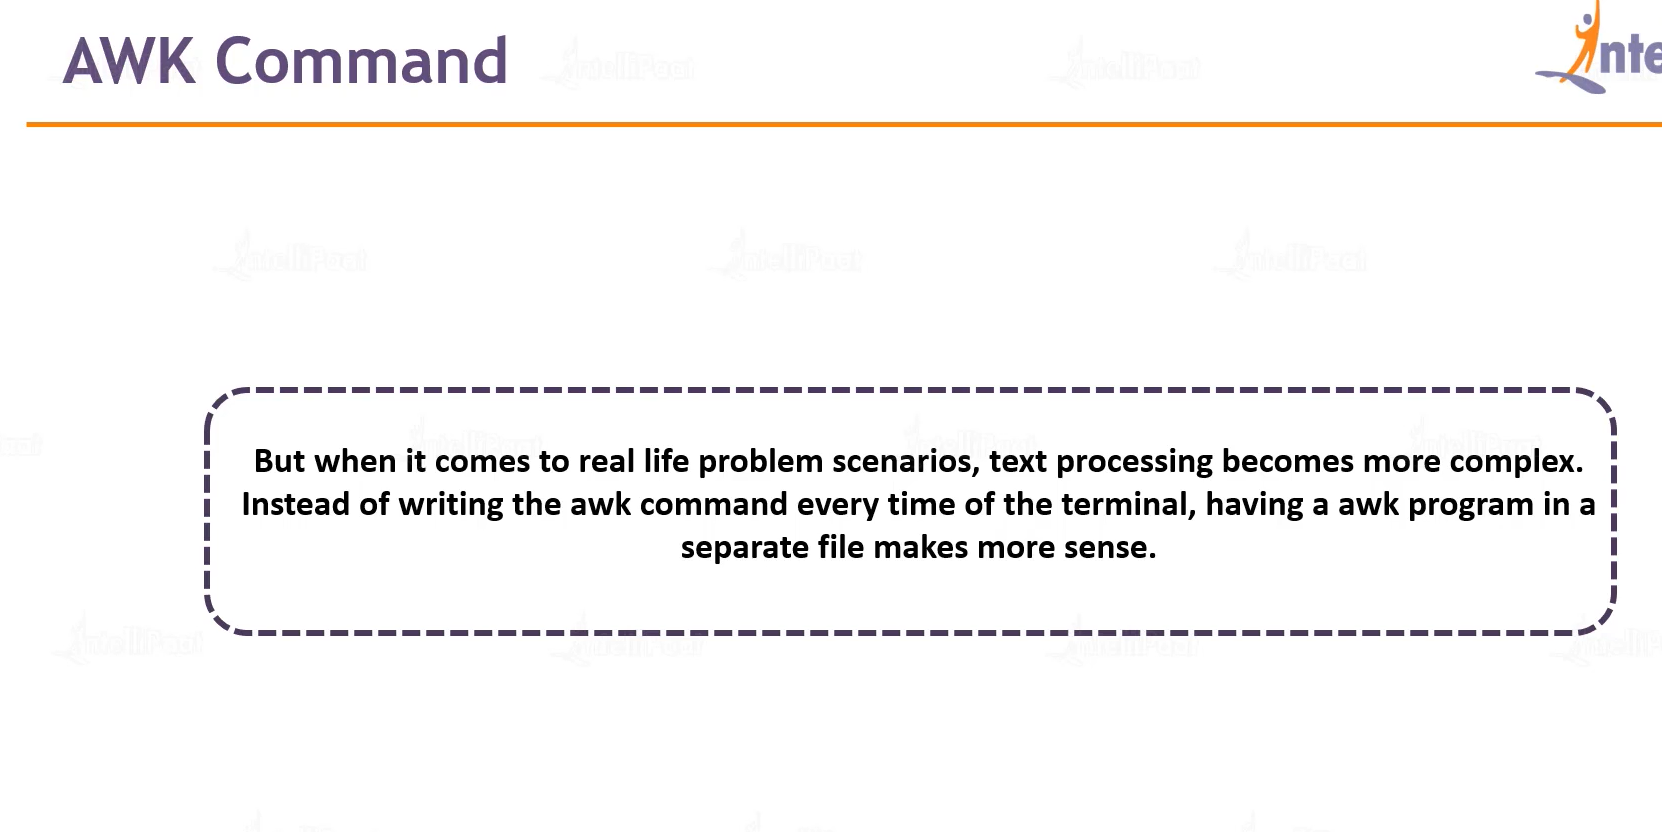 AWK Command
nte
But when it comes to real life problem scenarios, text processing becomes more complex.
Instead of writing the awk command every time of the terminal, having a awk program in a
separate file makes more sense.